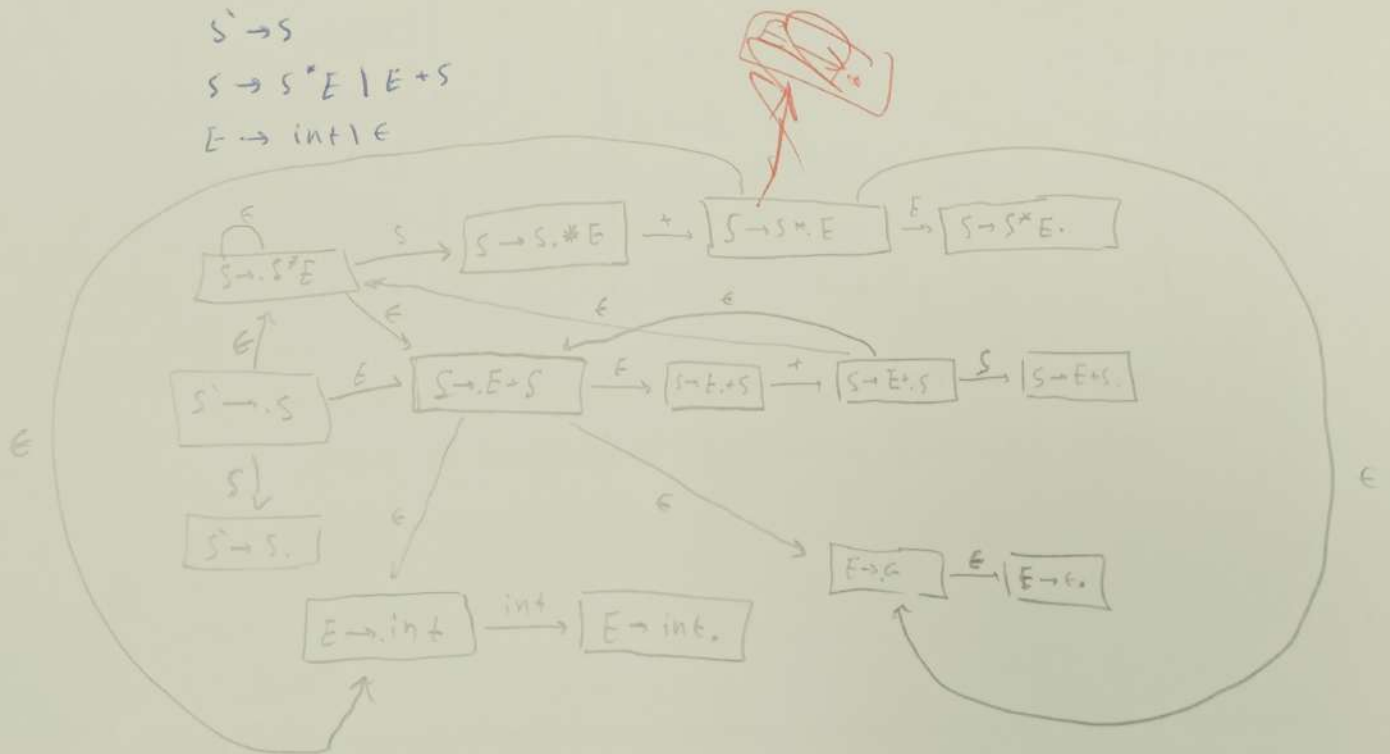 S` → S
S → S*E | E+S
E → int | ϵ
ϵ
S
S → .S*E
S → S.*E
+
S → S*.E
E
S → S*E.
ϵ
ϵ
ϵ
ϵ
S` → .S
E
S → .E+S
E
S → E.+S
+
S → E+.S
S
S → E+S.
ϵ
ϵ
S
S` → S.
ϵ
ϵ
E → .int
int
E → int.
E → .ϵ
ϵ
E → ϵ.